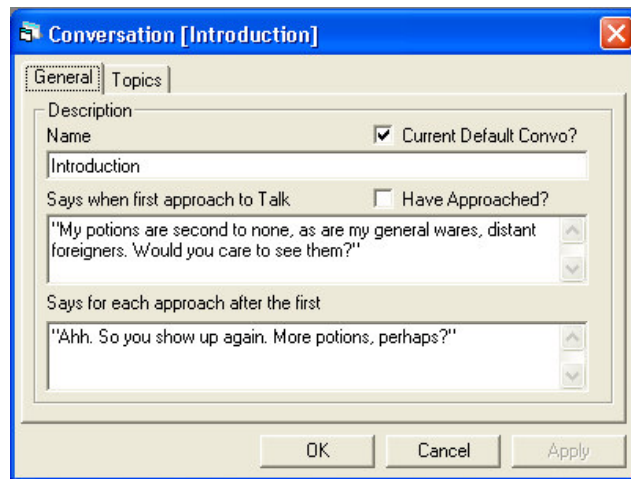 Conversation [Introduction]
General Topics
Description
Name Current Default Convo?
Introduction
Says when first approach to Talk Have Approached?
"My potions are second to none, as are my general wares, distant
foreigners. Would you care to see them?"
Says for each approach after the first
"Ahh. So you show up again. More potions, perhaps?"
OK Cancel Apply